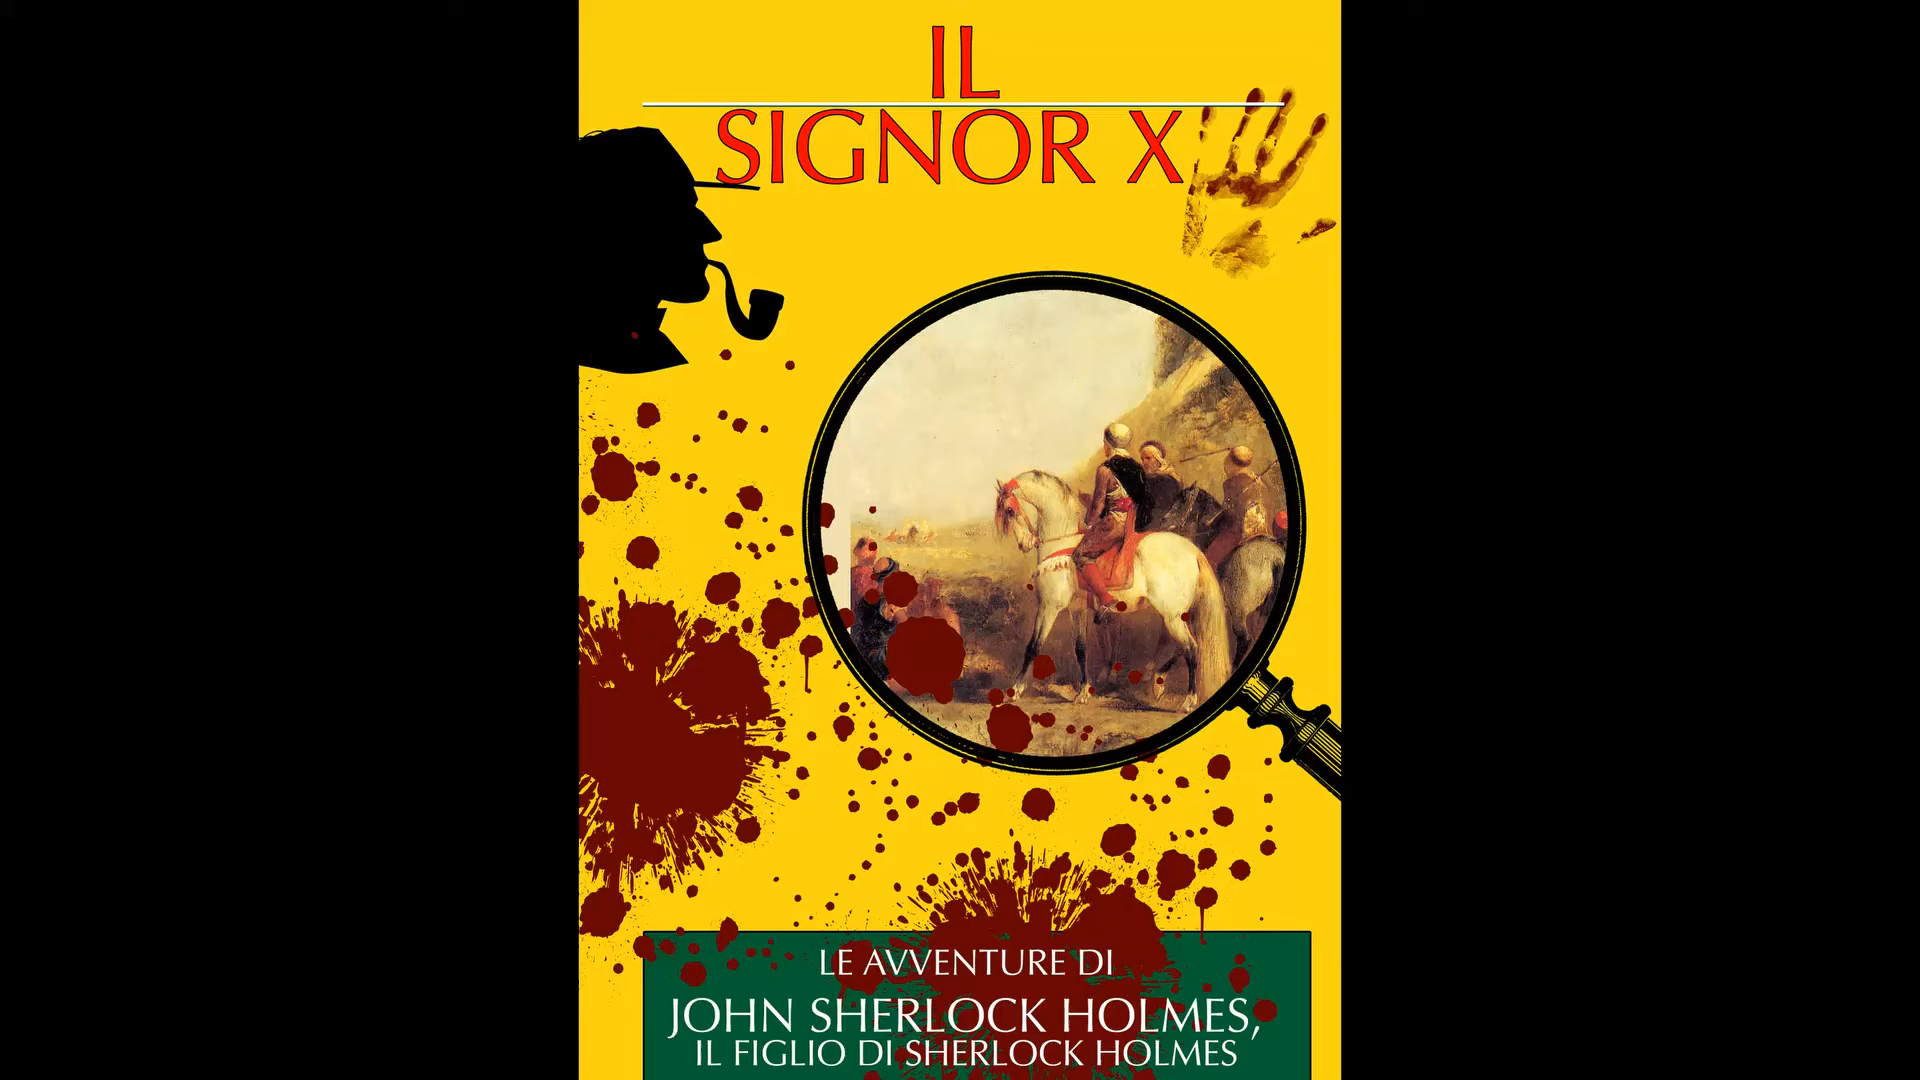 IL
SIGNOR X
LE AVVENTURE DI
JOHN SHERLOCK HOLMES,
IL FIGLIO DI SHERLOCK HOLMES